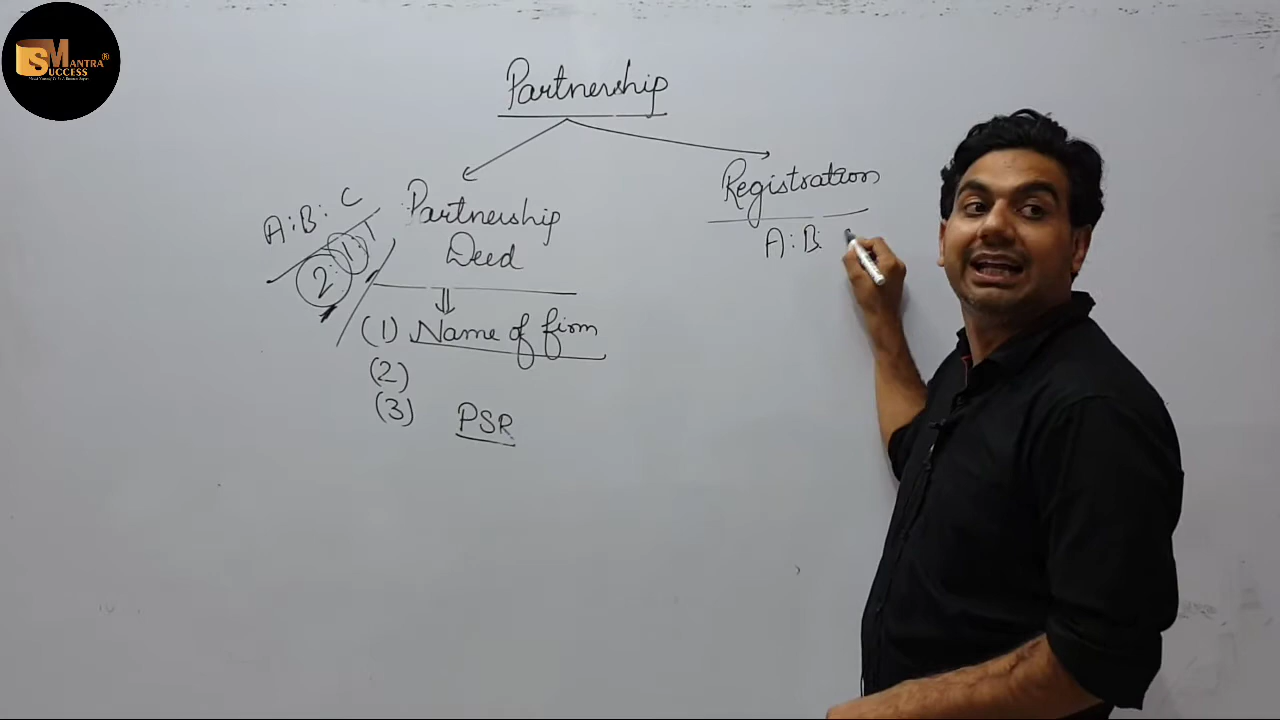 MANTRA®
SUCCESS
Partnership
Registration
A:B:
A:B:C
2:1:1
Partnership
Deed
(1) Name of firm
(2)
(3) PSR